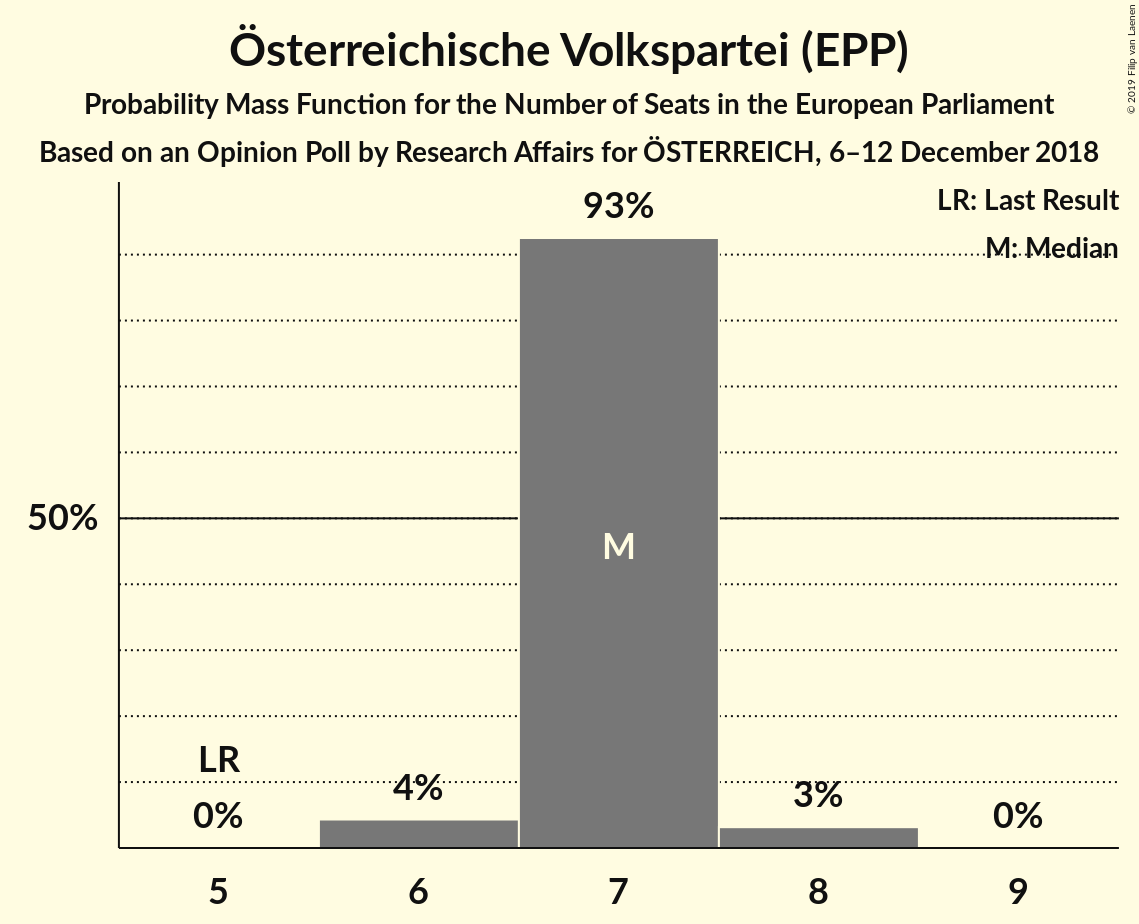 Österreichische Volkspartei (EPP)
Probability Mass Function for the Number of Seats in the European Parliament
Based on an Opinion Poll by Research Affairs for ÖSTERREICH, 6–12 December 2018
© 2019 Filip van Laenen
LR: Last Result
M: Median
93%
50%
M
LR
0%
4%
3%
0%
5
6
7
8
9